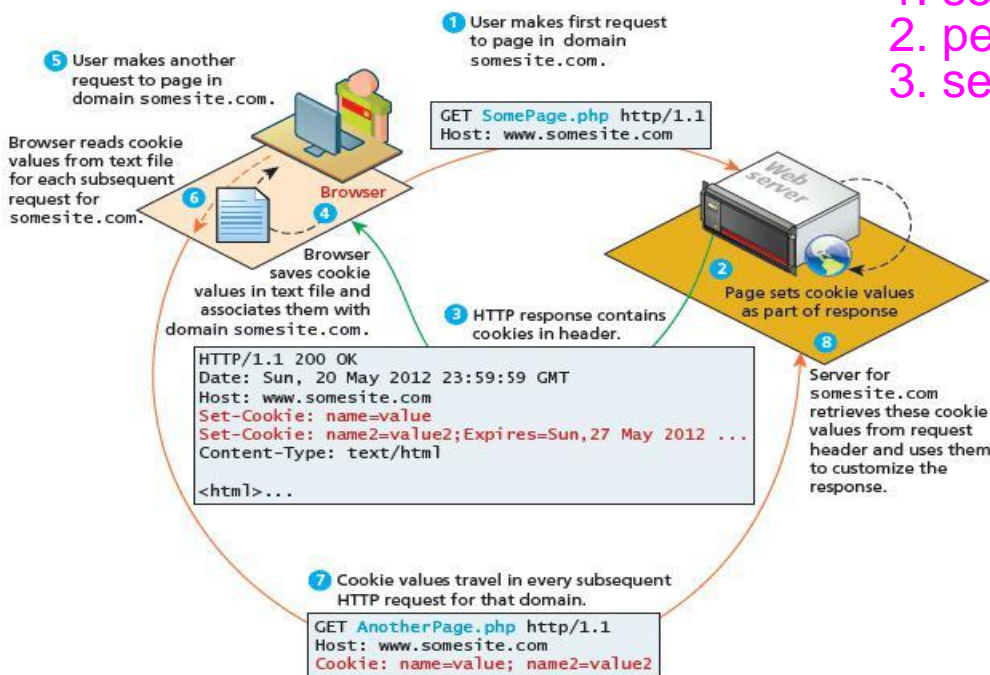 1 User makes first request
to page in domain
somesite.com.
2. pe
3. se
5 User makes another
request to page in
domain somesite.com.
GET SomePage.php http/1.1
Host: www.somesite.com
Browser reads cookie
values from text file
for each subsequent
request for
somesite.com.
6
Browser
4
Web
server
Browser
saves cookie
values in text file and
associates them with
domain somesite.com.
2
Page sets cookie values
as part of response
3 HTTP response contains
cookies in header.
8
HTTP/1.1 200 OK
Date: Sun, 20 May 2012 23:59:59 GMT
Host: www.somesite.com
Set-Cookie: name=value
Set-Cookie: name2=value2;Expires=Sun,27 May 2012 ...
Content-Type: text/html
<html>...
Server for
somesite.com
retrieves these cookie
values from request
header and uses them
to customize the
response.
7 Cookie values travel in every subsequent
HTTP request for that domain.
GET AnotherPage.php http/1.1
Host: www.somesite.com
Cookie: name=value; name2=value2